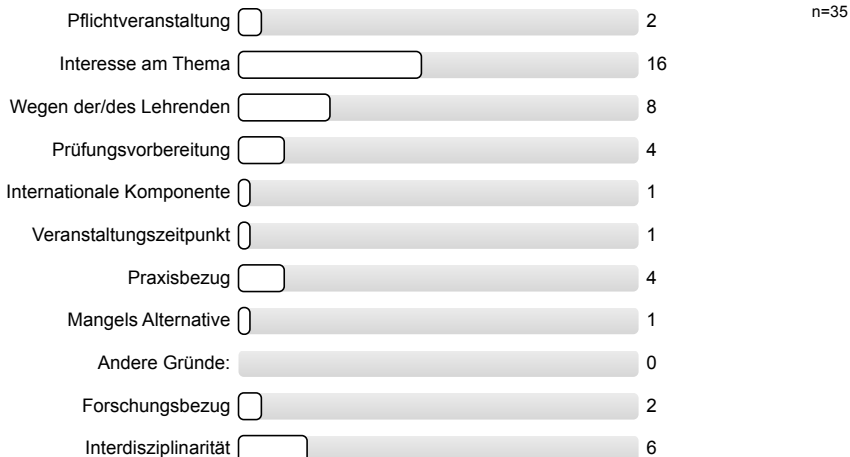 n=35
Pflichtveranstaltung 2
Interesse am Thema 16
Wegen der/des Lehrenden 8
Prüfungsvorbereitung 4
Internationale Komponente 1
Veranstaltungszeitpunkt 1
Praxisbezug 4
Mangels Alternative 1
Andere Gründe: 0
Forschungsbezug 2
Interdisziplinarität 6